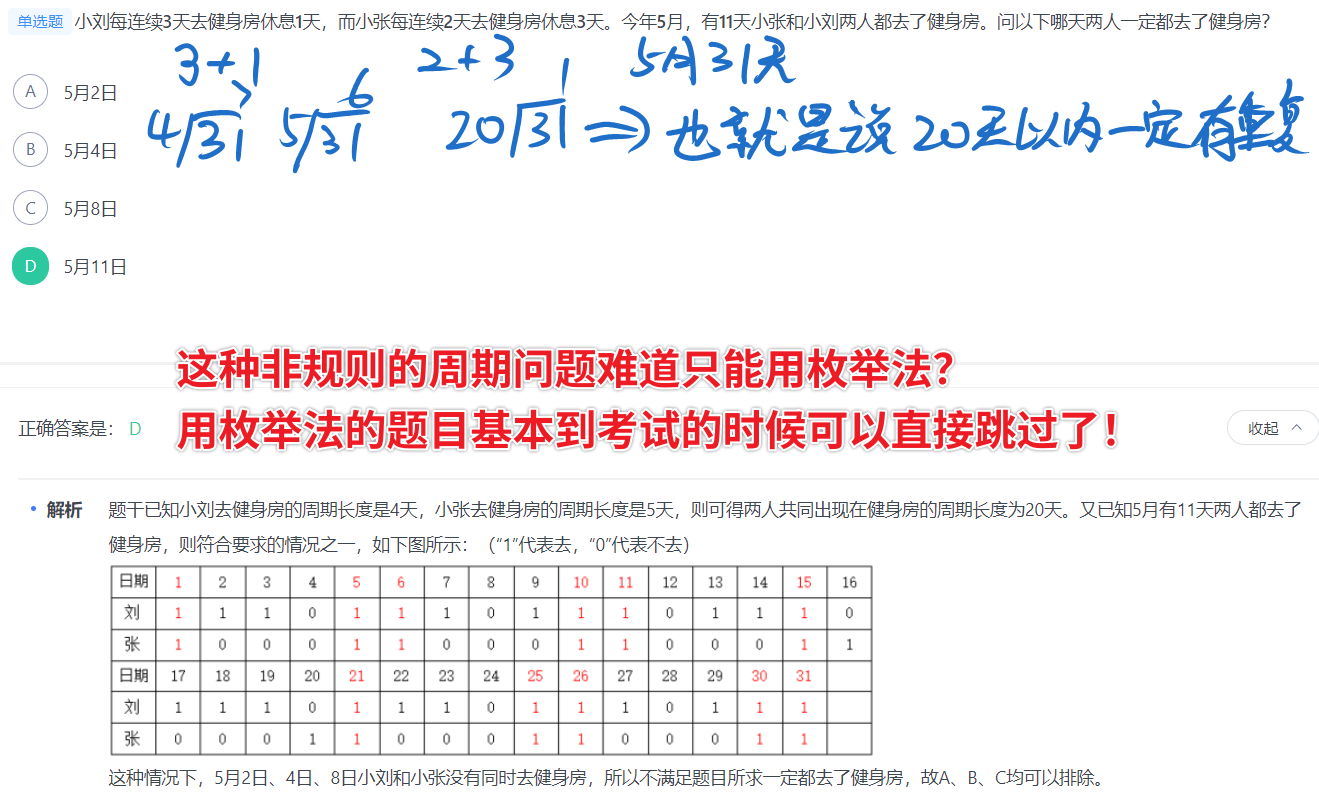 单选题 小刘每连续3天去健身房休息1天，而小张每连续2天去健身房休息3天。今年5月，有11天小张和小刘两人都去了健身房。问以下哪天两人一定都去了健身房？
3+1 2+3 5月31天
A 5月2日
7 6 1
4/31 5/31 20/31 => 也就是说 20天以内一定有重复
B 5月4日
C 5月8日
D 5月11日
这种非规则的周期问题难道只能用枚举法？
用枚举法的题目基本到考试的时候可以直接跳过了！
正确答案是： D
收起
• 解析 题干已知小刘去健身房的周期长度是4天，小张去健身房的周期长度是5天，则可得两人共同出现在健身房的周期长度为20天。又已知5月有11天两人都去了
健身房，则符合要求的情况之一，如下图所示：（“1”代表去，“0”代表不去）
日期 1 2 3 4 5 6 7 8 9 10 11 12 13 14 15 16
刘 1 1 1 0 1 1 1 0 1 1 1 0 1 1 1 0
张 1 0 0 0 1 1 0 0 0 1 1 0 0 0 1 1
日期 17 18 19 20 21 22 23 24 25 26 27 28 29 30 31
刘 1 1 1 0 1 1 1 0 1 1 1 0 1 1 1
张 0 0 0 1 1 0 0 0 1 1 0 0 0 1 1
这种情况下，5月2日、4日、8日小刘和小张没有同时去健身房，所以不满足题目所求一定都去了健身房，故A、B、C均可以排除。